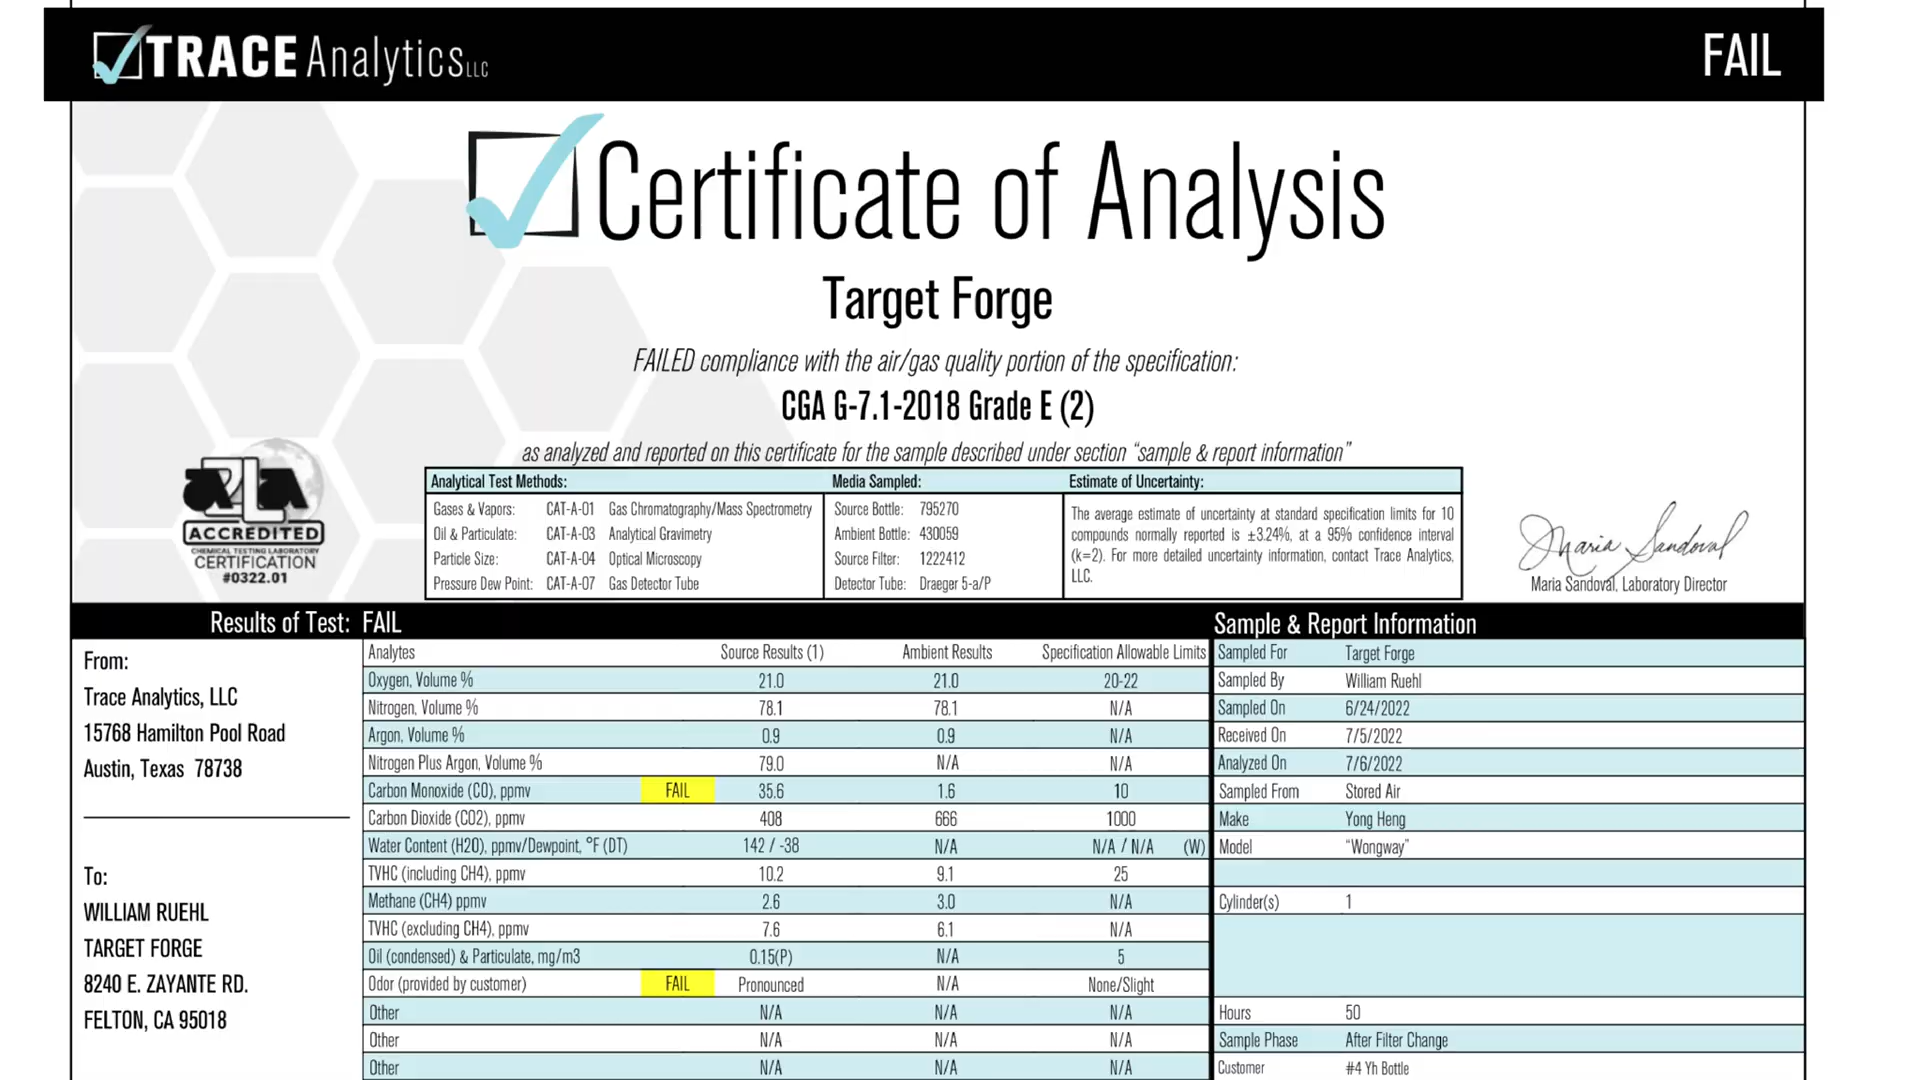 TRACE Analytics LLC
FAIL
Certificate of Analysis
Target Forge
FAILED compliance with the air/gas quality portion of the specification:
CGA G-7.1-2018 Grade E (2)
as analyzed and reported on this certificate for the sample described under section "sample & report information"
A2LA
ACCREDITED
CHEMICAL TESTING LABORATORY
CERTIFICATION
#0322.01
Analytical Test Methods: Media Sampled: Estimate of Uncertainty:
Gases & Vapors: CAT-A-01 Gas Chromatography/Mass Spectrometry
Oil & Particulate: CAT-A-03 Analytical Gravimetry
Particle Size: CAT-A-04 Optical Microscopy
Pressure Dew Point: CAT-A-07 Gas Detector Tube
Source Bottle: 795270
Ambient Bottle: 430059
Source Filter: 1222412
Detector Tube: Draeger 5-a/P
The average estimate of uncertainty at standard specification limits for 10
compounds normally reported is ±3.24%, at a 95% confidence interval
(k=2). For more detailed uncertainty information, contact Trace Analytics,
LLC.
Maria Sandoval
Maria Sandoval, Laboratory Director
Results of Test: FAIL
From:
Trace Analytics, LLC
15768 Hamilton Pool Road
Austin, Texas 78738
To:
WILLIAM RUEHL
TARGET FORGE
8240 E. ZAYANTE RD.
FELTON, CA 95018
Analytes Source Results (1) Ambient Results Specification Allowable Limits
Oxygen, Volume % 21.0 21.0 20-22
Nitrogen, Volume % 78.1 78.1 N/A
Argon, Volume % 0.9 0.9 N/A
Nitrogen Plus Argon, Volume % 79.0 N/A N/A
Carbon Monoxide (CO), ppmv FAIL 35.6 1.6 10
Carbon Dioxide (CO2), ppmv 408 666 1000
Water Content (H2O), ppmv/Dewpoint, °F (DT) 142 / -38 N/A N/A / N/A (W)
TVHC (including CH4), ppmv 10.2 9.1 25
Methane (CH4) ppmv 2.6 3.0 N/A
TVHC (excluding CH4), ppmv 7.6 6.1 N/A
Oil (condensed) & Particulate, mg/m3 0.15(P) N/A 5
Odor (provided by customer) FAIL Pronounced N/A None/Slight
Other N/A N/A N/A
Other N/A N/A N/A
Other N/A N/A N/A
Sample & Report Information
Sampled For Target Forge
Sampled By William Ruehl
Sampled On 6/24/2022
Received On 7/5/2022
Analyzed On 7/6/2022
Sampled From Stored Air
Make Yong Heng
Model "Wongway"
Cylinder(s) 1
Hours 50
Sample Phase After Filter Change
Customer #4 Yh Bottle